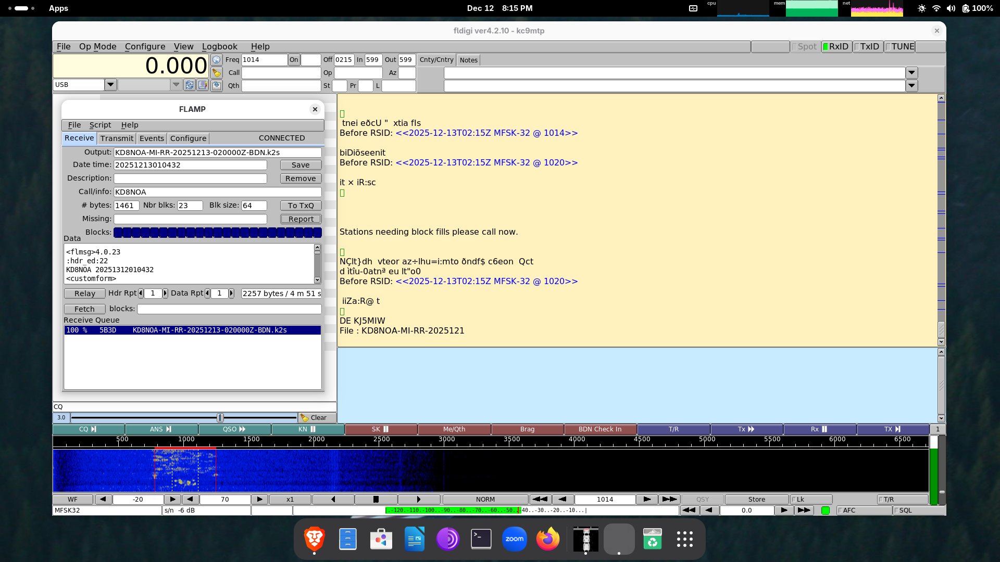 Apps
Dec 12 8:15 PM
cpu
mem
net
100%
fldigi ver4.2.10 - kc9mtp
File Op Mode Configure View Logbook Help
Spot RxID TxID TUNE
0.000
Freq 1014 On Off 0215 In 599 Out 599 Cnty/Cntry Notes
Call Op Az
USB
Qth St Pr L
FLAMP
File Script Help
Receive Transmit Events Configure CONNECTED
Output: KD8NOA-MI-RR-20251213-020000Z-BDN.k2s
Date time: 20251213010432 Save
Description: Remove
Call/info: KD8NOA
# bytes: 1461 Nbr blks: 23 Blk size: 64 To TxQ
Missing: Report
Blocks:
Data
<flmsg>4.0.23
:hdr_ed:22
KD8NOA 20251312010432
<customform>
Relay Hdr Rpt 1 Data Rpt 1 2257 bytes / 4 m 51 s
Fetch blocks:
Receive Queue
100 % 5B3D KD8NOA-MI-RR-20251213-020000Z-BDN.k2s
tnei eðcU " xtia fIs
Before RSID: <<2025-12-13T02:15Z MFSK-32 @ 1014>>
biDiõseenit
Before RSID: <<2025-12-13T02:15Z MFSK-32 @ 1020>>
it × iR:sc
Stations needing block fills please call now.
NÇlt}dh vteor az÷lhu=i:mto ðndf$ c6eon Qct
d ìtîu-0atnª eu lt"o0
Before RSID: <<2025-12-13T02:15Z MFSK-32 @ 1020>>
iiZa:R@ t
DE KJ5MIW
File : KD8NOA-MI-RR-2025121
CQ
3.0 Clear
CQ ANS QSO KN SK Me/Qth Brag BDN Check In T/R Tx Rx TX 1
500 1000 1500 2000 2500 3000 3500 4000 4500 5000 5500 6000 6500
WF -20 70 x1 NORM 1014 QSY Store Lk T/R
MFSK32 s/n -6 dB .-120.-110.-100..-90..-80..-70..-60..-50..-40..-30..-20..-10...| 0.0 AFC SQL
zoom